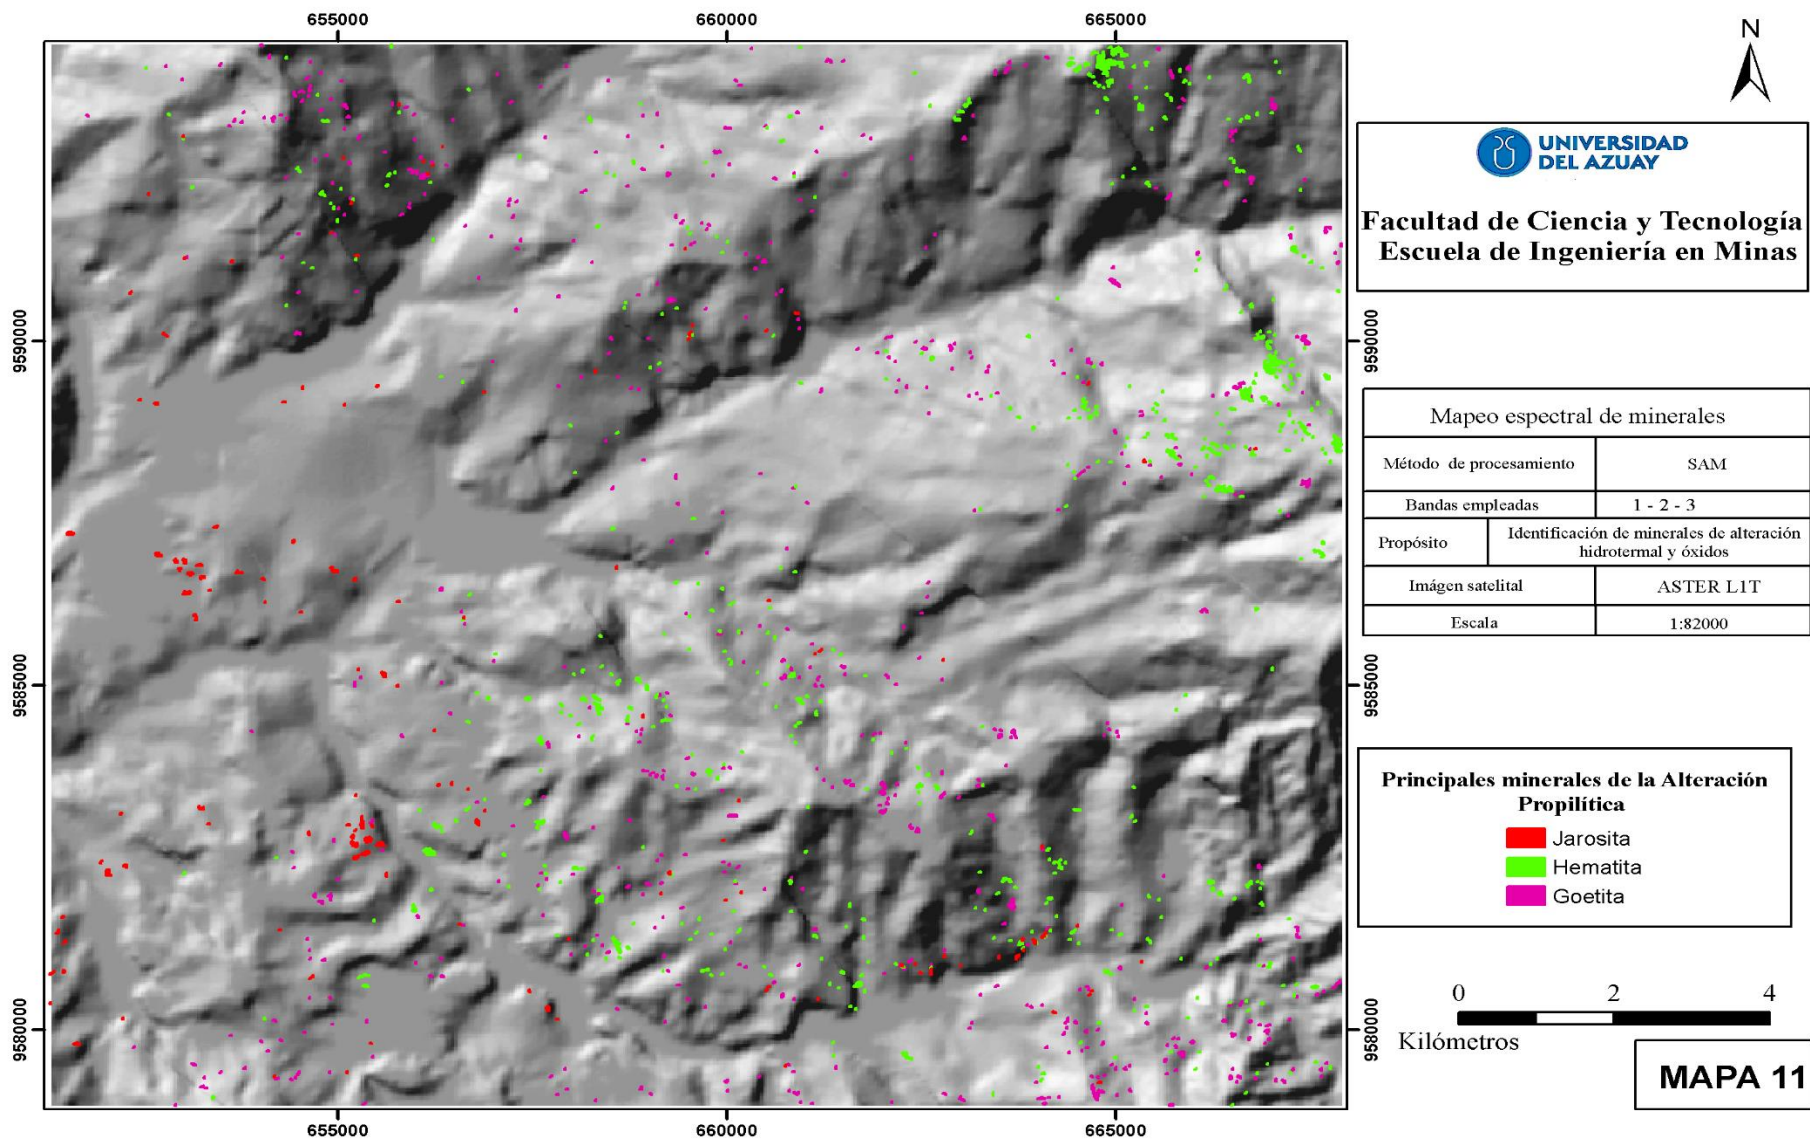 655000
660000
665000
N
UNIVERSIDAD
DEL AZUAY
Facultad de Ciencia y Tecnología
Escuela de Ingeniería en Minas
9590000
9590000
Mapeo espectral de minerales
Método de procesamiento
SAM
Bandas empleadas
1 - 2 - 3
Propósito
Identificación de minerales de alteración
hidrotermal y óxidos
Imágen satelital
ASTER L1T
Escala
1:82000
9585000
9585000
Principales minerales de la Alteración
Propilítica
Jarosita
Hematita
Goetita
0
2
4
Kilómetros
9580000
9580000
MAPA 11
655000
660000
665000